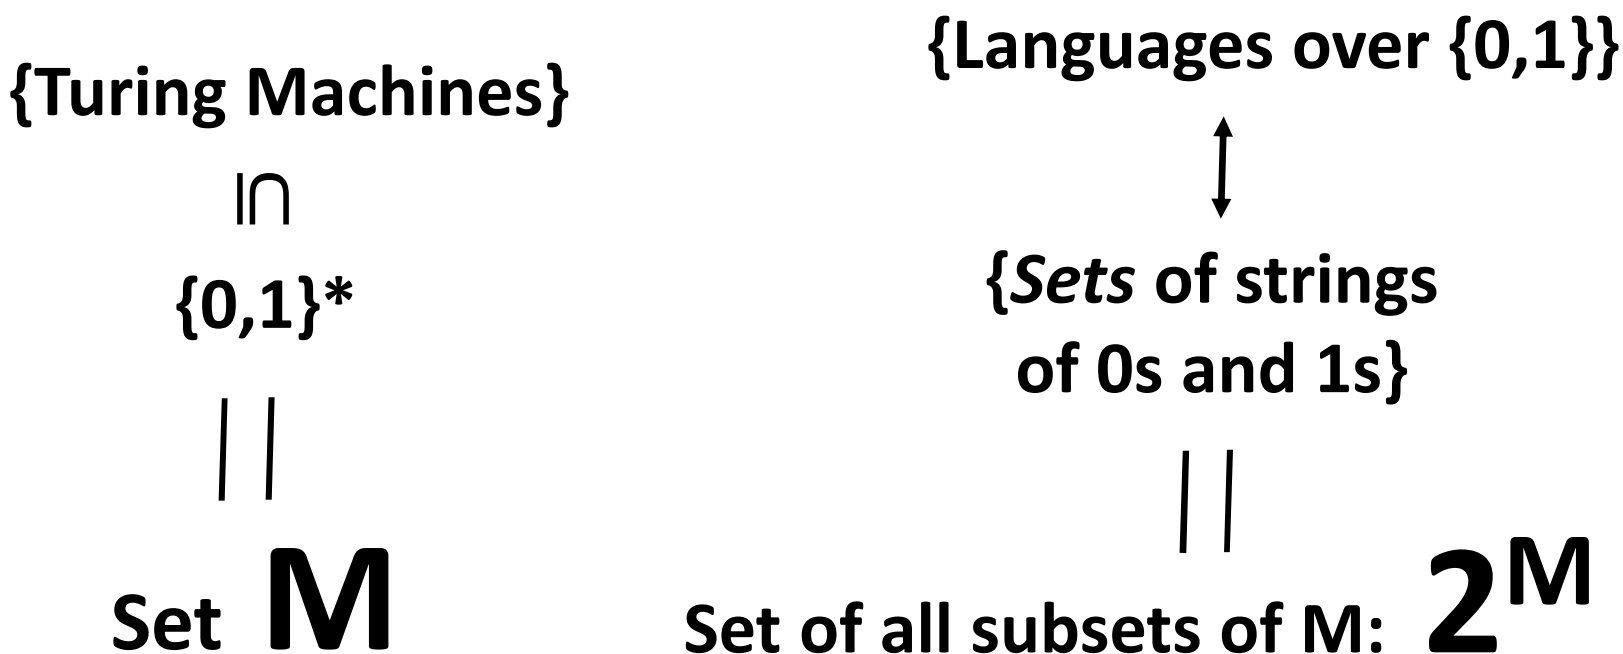 {Turing Machines}
⊆
{0,1}*
||
Set M
{Languages over {0,1}}
↕
{Sets of strings
of 0s and 1s}
||
Set of all subsets of M: 2^M